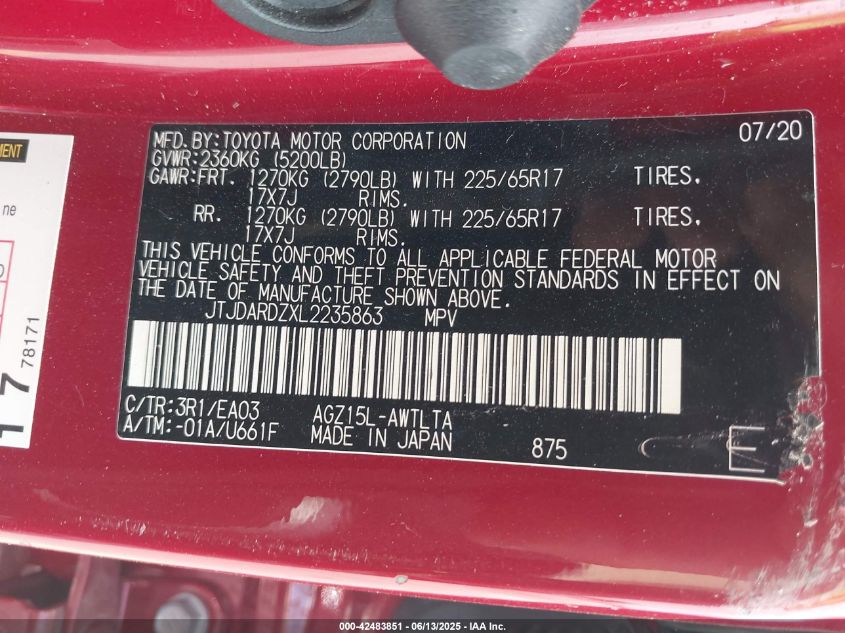 MFD. BY:TOYOTA MOTOR CORPORATION 07/20
GVWR:2360KG (5200LB)
GAWR:FRT. 1270KG (2790LB) WITH 225/65R17 TIRES.
17X7J RIMS.
RR. 1270KG (2790LB) WITH 225/65R17 TIRES.
17X7J RIMS.
THIS VEHICLE CONFORMS TO ALL APPLICABLE FEDERAL MOTOR
VEHICLE SAFETY AND THEFT PREVENTION STANDARDS IN EFFECT ON
THE DATE OF MANUFACTURE SHOWN ABOVE.
JTJDARDZXL2235863 MPV
C/TR:3R1/EA03 AGZ15L-AWTLTA
A/TM:-01A/U661F MADE IN JAPAN 875
MENT
ne
78171
000-42483851 - 06/13/2025 - IAA Inc.